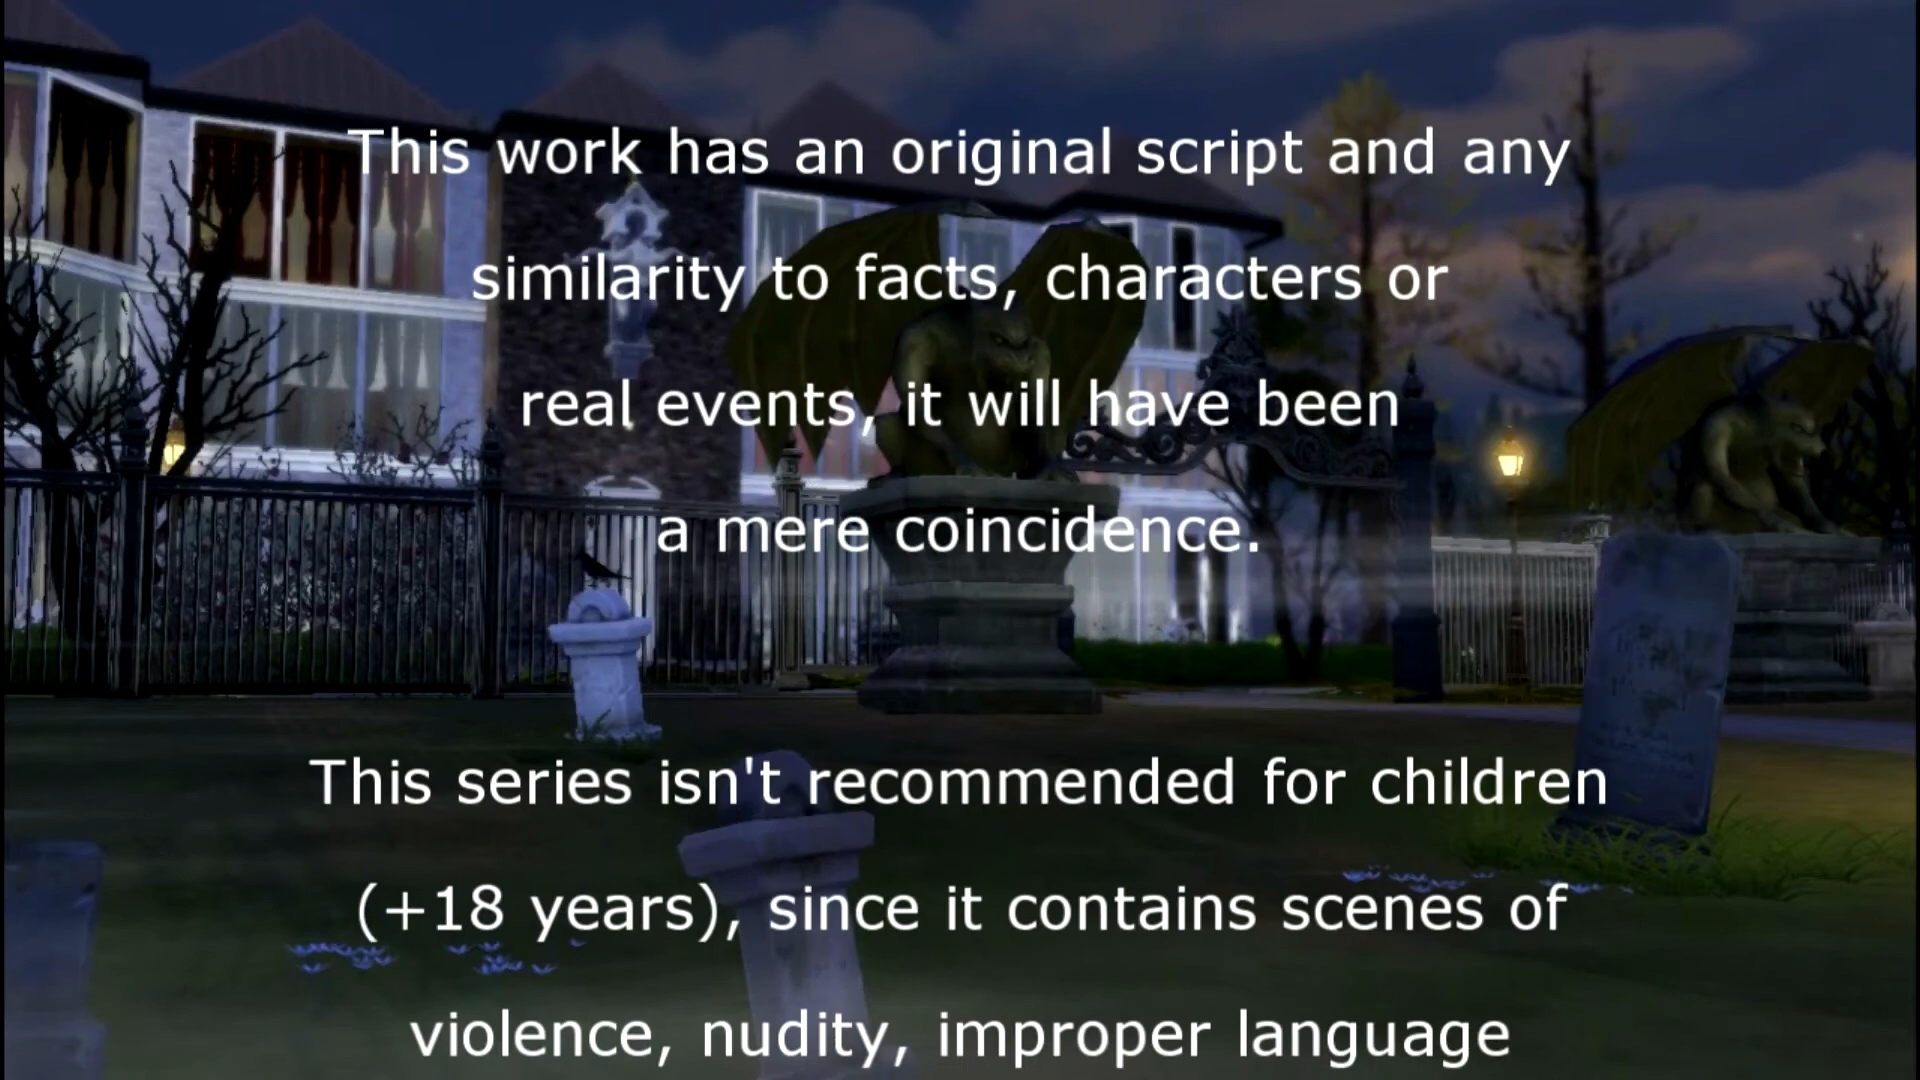 This work has an original script and any
similarity to facts, characters or
real events, it will have been
a mere coincidence.
This series isn't recommended for children
(+18 years), since it contains scenes of
violence, nudity, improper language